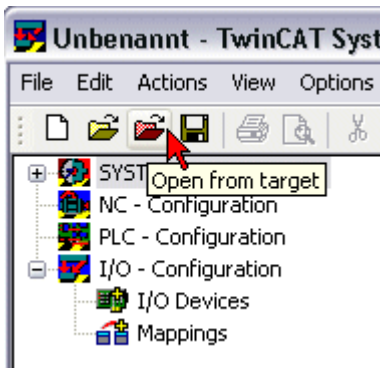 Unbenannt - TwinCAT Syst
File Edit Actions View Options
SYST
Open from target
NC - Configuration
PLC - Configuration
I/O - Configuration
I/O Devices
Mappings